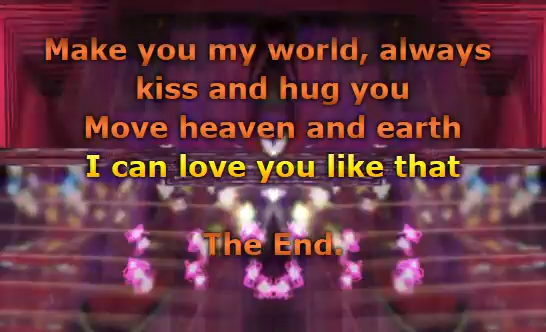 Make you my world, always
kiss and hug you
Move heaven and earth
I can love you like that
The End.